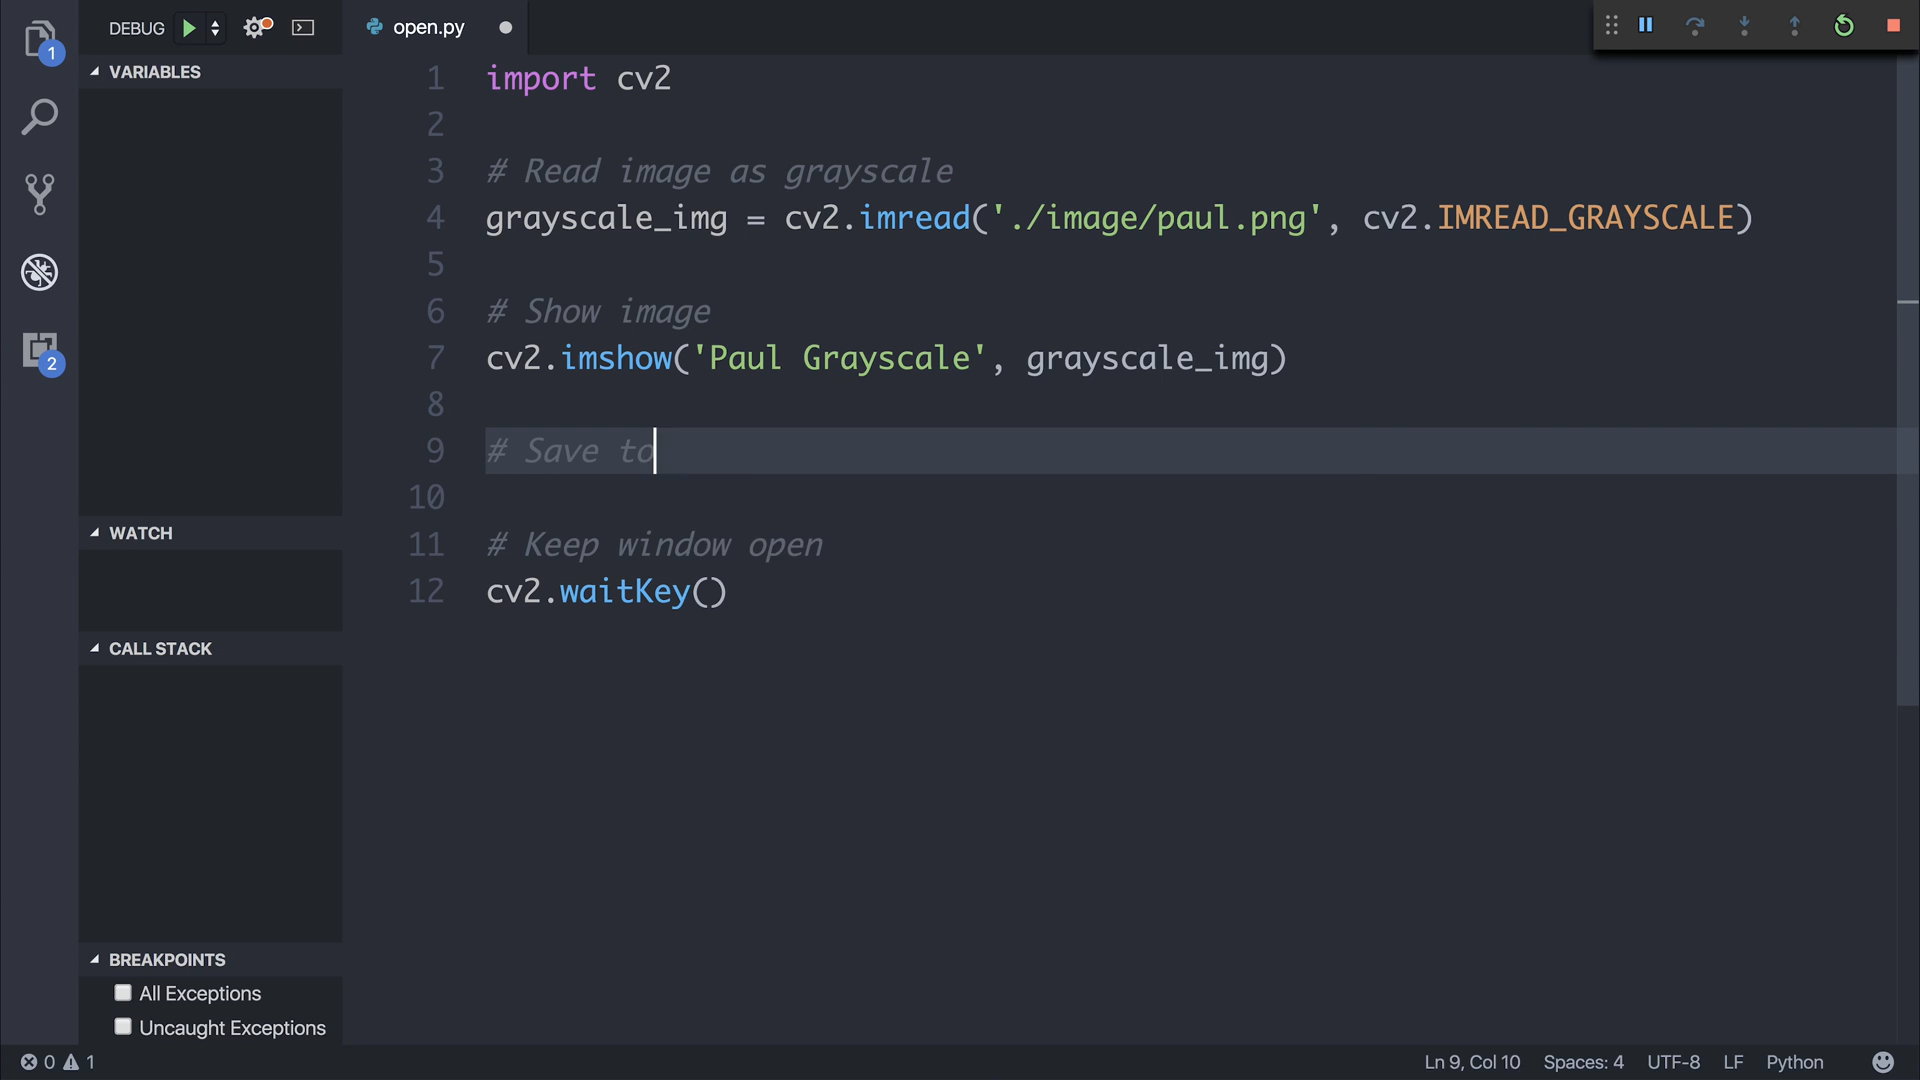 1
2
DEBUG
VARIABLES
WATCH
CALL STACK
BREAKPOINTS
All Exceptions
Uncaught Exceptions
open.py
1 import cv2
2
3 # Read image as grayscale
4 grayscale_img = cv2.imread('./image/paul.png', cv2.IMREAD_GRAYSCALE)
5
6 # Show image
7 cv2.imshow('Paul Grayscale', grayscale_img)
8
9 # Save to
10
11 # Keep window open
12 cv2.waitKey()
0 1 Ln 9, Col 10 Spaces: 4 UTF-8 LF Python